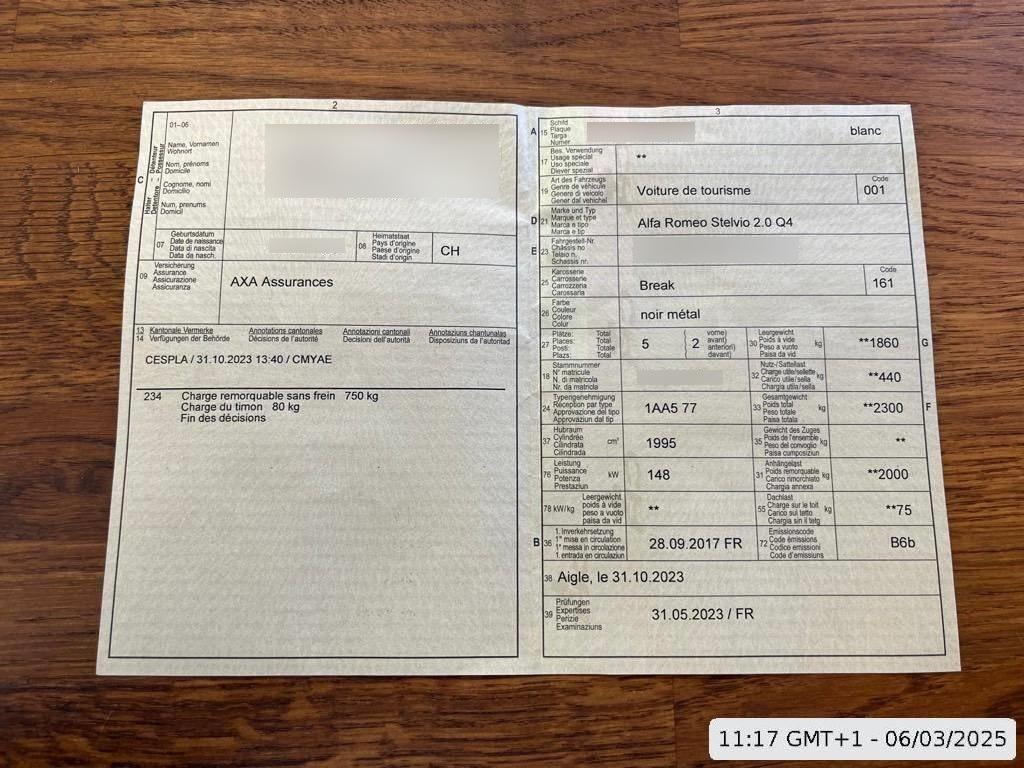 2
01–06
Name, Vornamen
Wohnort
Nom, prénoms
Domicile
Cognome, nomi
Domicilio
Num, prenums
Domicil
C
Halter – Détenteur
Detentore – Possessur
07
Geburtsdatum
Date de naissance
Data di nascita
Data da nasch.
08
Heimatstaat
Pays d'origine
Paese d'origine
Stadi d'origin
CH
09
Versicherung
Assurance
Assicurazione
Assicuranza
AXA Assurances
13 Kantonale Vermerke Annotations cantonales Annotazioni cantonali Annotaziuns chantunalas
14 Verfügungen der Behörde Décisions de l'autorité Decisioni dell'autorità Disposiziuns da l'autoritad
CESPLA / 31.10.2023 13:40 / CMYAE
234 Charge remorquable sans frein 750 kg
Charge du timon 80 kg
Fin des décisions
3
A 15
Schild
Plaque
Targa
Numer
blanc
17
Bes. Verwendung
Usage spécial
Uso speciale
Diever spezial
**
19
Art des Fahrzeugs
Genre de véhicule
Genere di veicolo
Gener dal vehichel
Voiture de tourisme
Code
001
D 21
Marke und Typ
Marque et type
Marca e tipo
Marca e tip
Alfa Romeo Stelvio 2.0 Q4
E 23
Fahrgestell-Nr.
Châssis no
Telaio n.
Schassis nr.
25
Karosserie
Carrosserie
Carrozzeria
Carossaria
Break
Code
161
26
Farbe
Couleur
Colore
Colur
noir métal
27
Plätze: Total
Places: Total
Posti: Totale
Plazs: Totale
5
2
vorne)
avant)
anteriori)
davant)
30
Leergewicht
Poids à vide
Peso a vuoto
Paisa da vid
kg
**1860
G
18
Stammnummer
N° matricule
N. di matricola
Nr. da matricla
32
Nutz-/Sattellast
Charge utile/sellette
Carico utile/sella
Chargia utila/sella
kg
**440
24
Typengenehmigung
Réception par type
Approvazione del tipo
Approvaziun dal tip
1AA5 77
33
Gesamtgewicht
Poids total
Peso totale
Paisa totala
kg
**2300
F
37
Hubraum
Cylindrée
Cilindrata
Cilindrada
cm³
1995
35
Gewicht des Zuges
Poids de l'ensemble
Peso del convoglio
Paisa cumposiziun
kg
**
76
Leistung
Puissance
Potenza
Prestaziun
kW
148
31
Anhängelast
Poids remorquable
Carico rimorchiato
Chargia annexa
kg
**2000
78 kW/kg
Leergewicht
poids à vide
peso a vuoto
paisa da vid
**
55
Dachlast
Charge sur le toit
Carico sul tetto
Chargia sin il tetg
kg
**75
B 36
1. Inverkehrsetzung
1re mise en circulation
1a messa in circolazione
1. entrada en circulaziun
28.09.2017 FR
72
Emissionscode
Code émissions
Codice emissioni
Code d'emissiuns
B6b
38 Aigle, le 31.10.2023
39
Prüfungen
Expertises
Perizie
Examinaziuns
31.05.2023 / FR
11:17 GMT+1 - 06/03/2025